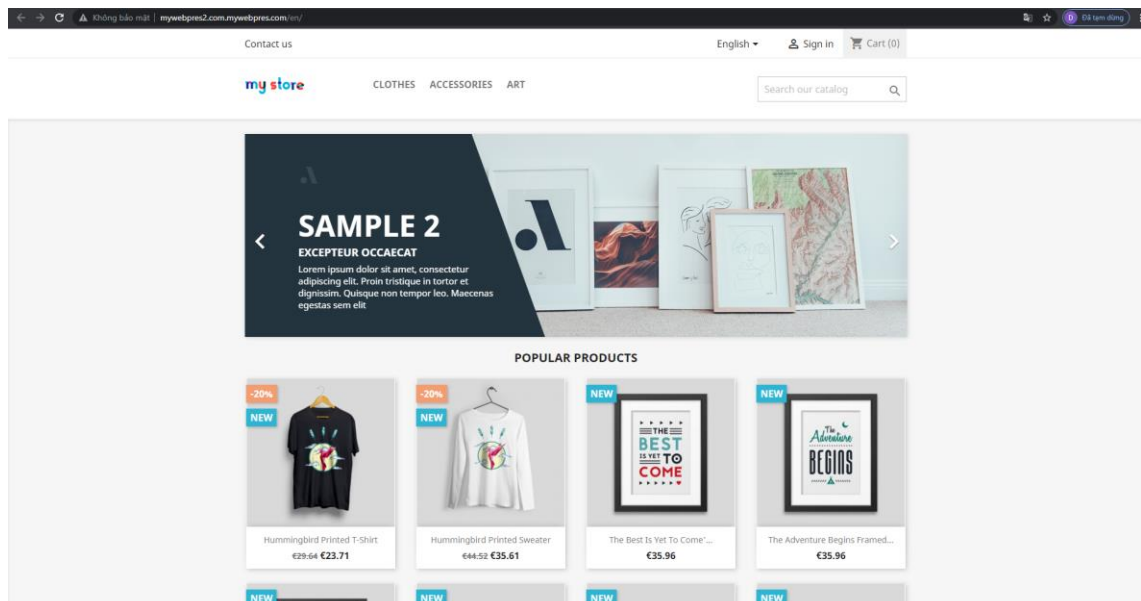 Không bảo mật | mywebpres2.com.mywebpres.com/en/
D Đã tạm dừng
Contact us
English
Sign in
Cart (0)
my store
CLOTHES ACCESSORIES ART
Search our catalog
SAMPLE 2
EXCEPTEUR OCCAECAT
Lorem ipsum dolor sit amet, consectetur
adipiscing elit. Proin tristique in tortor et
dignissim. Quisque non tempor leo. Maecenas
egestas sem elit
POPULAR PRODUCTS
-20%
NEW
Hummingbird Printed T-Shirt
€29.64 €23.71
-20%
NEW
Hummingbird Printed Sweater
€44.52 €35.61
NEW
THE
BEST
IS YET TO
COME
The Best Is Yet To Come'...
€35.96
NEW
The
Adventure
BEGINS
The Adventure Begins Framed...
€35.96
NEW
NEW
NEW
NEW